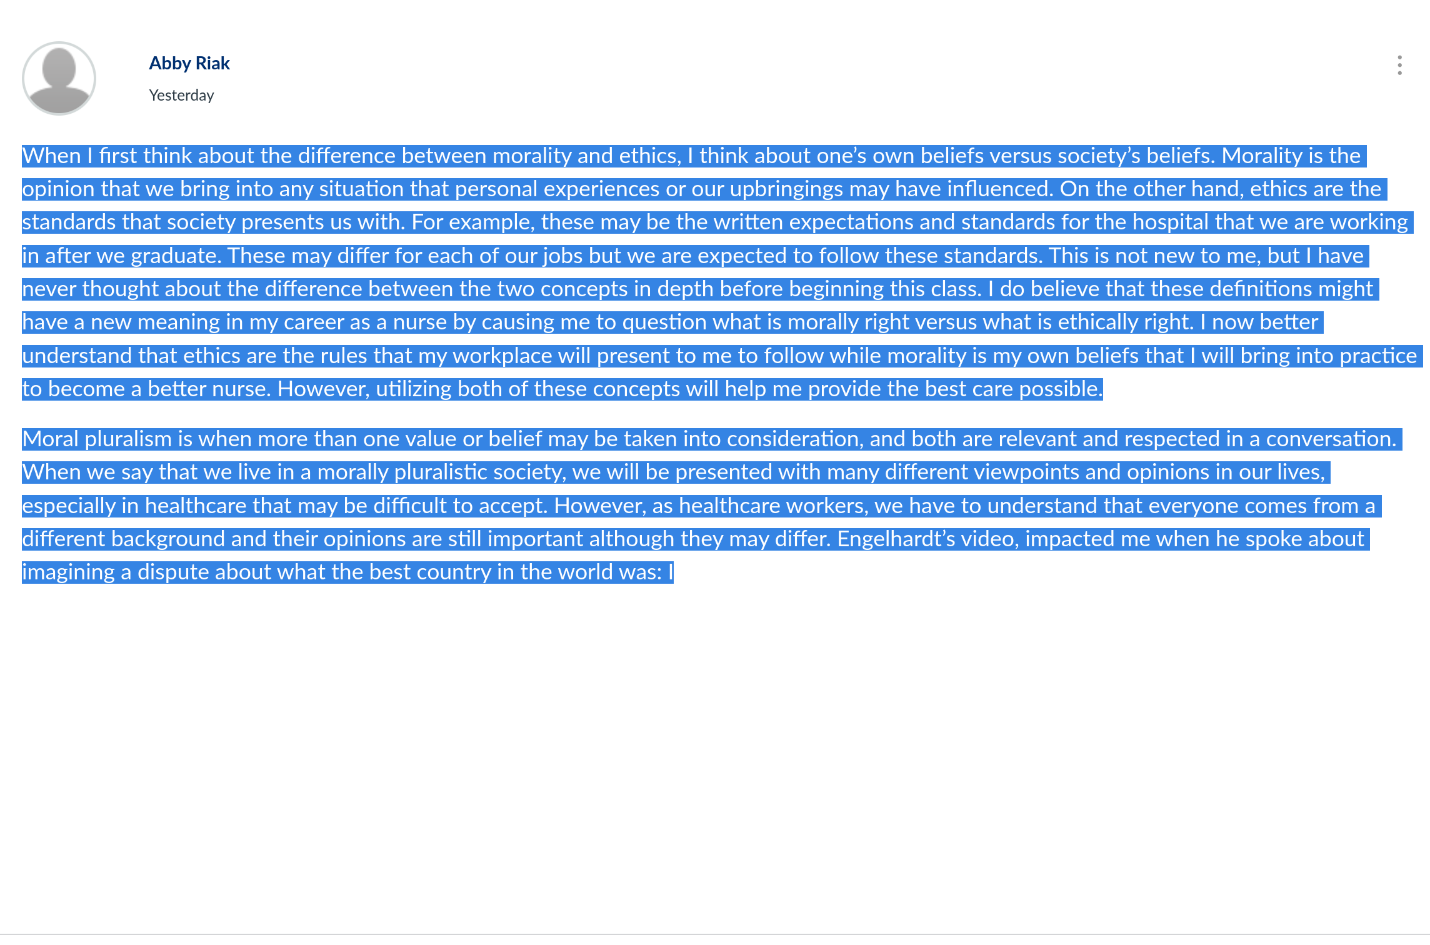 Abby Riak
Yesterday
When I first think about the difference between morality and ethics, I think about one’s own beliefs versus society’s beliefs. Morality is the
opinion that we bring into any situation that personal experiences or our upbringings may have influenced. On the other hand, ethics are the
standards that society presents us with. For example, these may be the written expectations and standards for the hospital that we are working
in after we graduate. These may differ for each of our jobs but we are expected to follow these standards. This is not new to me, but I have
never thought about the difference between the two concepts in depth before beginning this class. I do believe that these definitions might
have a new meaning in my career as a nurse by causing me to question what is morally right versus what is ethically right. I now better
understand that ethics are the rules that my workplace will present to me to follow while morality is my own beliefs that I will bring into practice
to become a better nurse. However, utilizing both of these concepts will help me provide the best care possible.
Moral pluralism is when more than one value or belief may be taken into consideration, and both are relevant and respected in a conversation.
When we say that we live in a morally pluralistic society, we will be presented with many different viewpoints and opinions in our lives,
especially in healthcare that may be difficult to accept. However, as healthcare workers, we have to understand that everyone comes from a
different background and their opinions are still important although they may differ. Engelhardt’s video, impacted me when he spoke about
imagining a dispute about what the best country in the world was: I